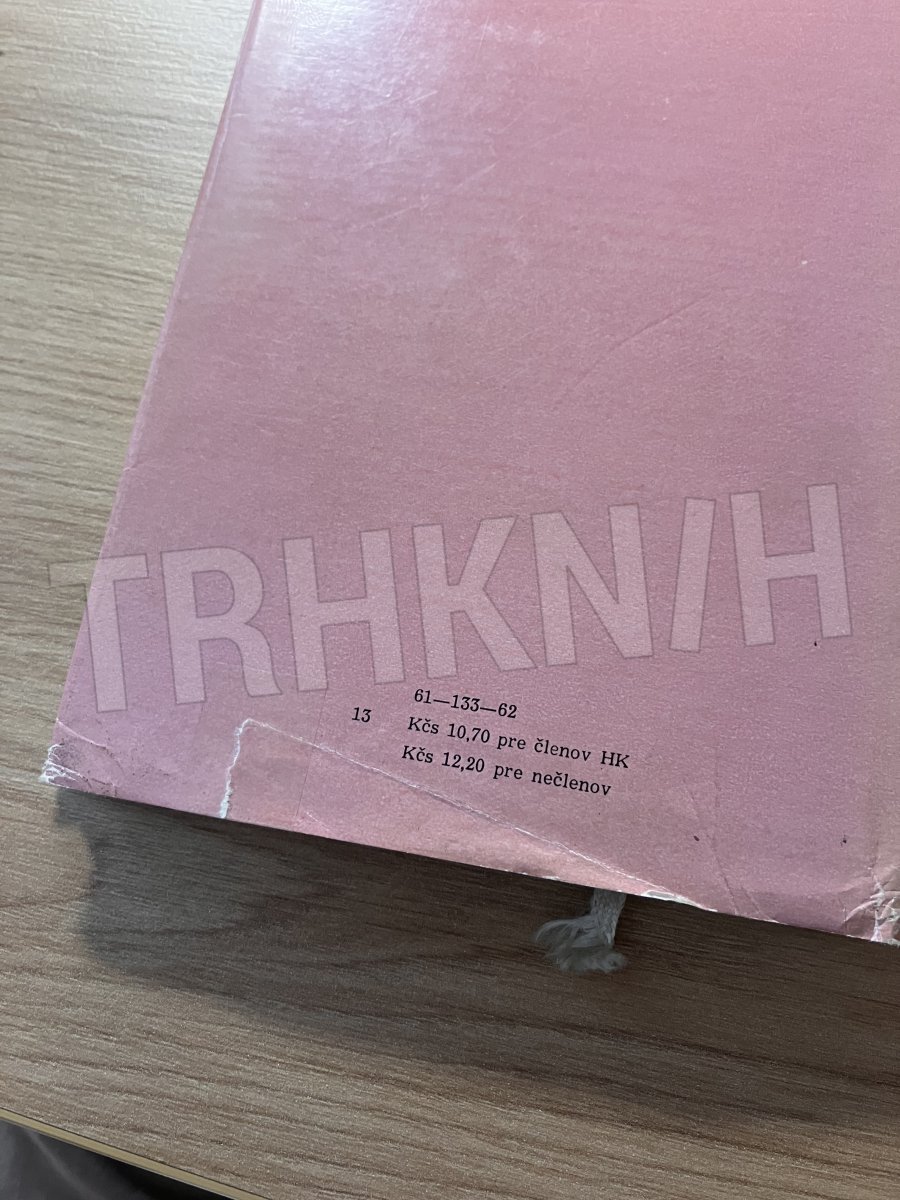 TRHKNIH
61—133—62
13 Kčs 10,70 pre členov HK
Kčs 12,20 pre nečlenov